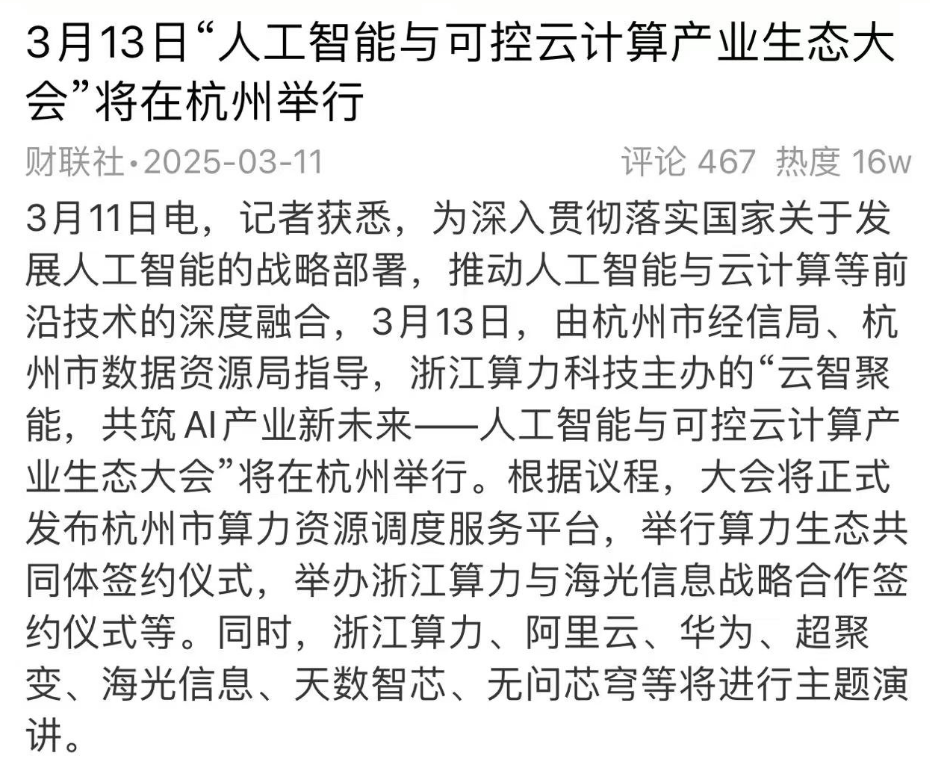 3月13日“人工智能与可控云计算产业生态大
会”将在杭州举行
财联社·2025-03-11 评论 467 热度 16w
3月11日电，记者获悉，为深入贯彻落实国家关于发
展人工智能的战略部署，推动人工智能与云计算等前
沿技术的深度融合，3月13日，由杭州市经信局、杭
州市数据资源局指导，浙江算力科技主办的“云智聚
能，共筑AI产业新未来——人工智能与可控云计算产
业生态大会”将在杭州举行。根据议程，大会将正式
发布杭州市算力资源调度服务平台，举行算力生态共
同体签约仪式，举办浙江算力与海光信息战略合作签
约仪式等。同时，浙江算力、阿里云、华为、超聚
变、海光信息、天数智芯、无问芯穹等将进行主题演
讲。